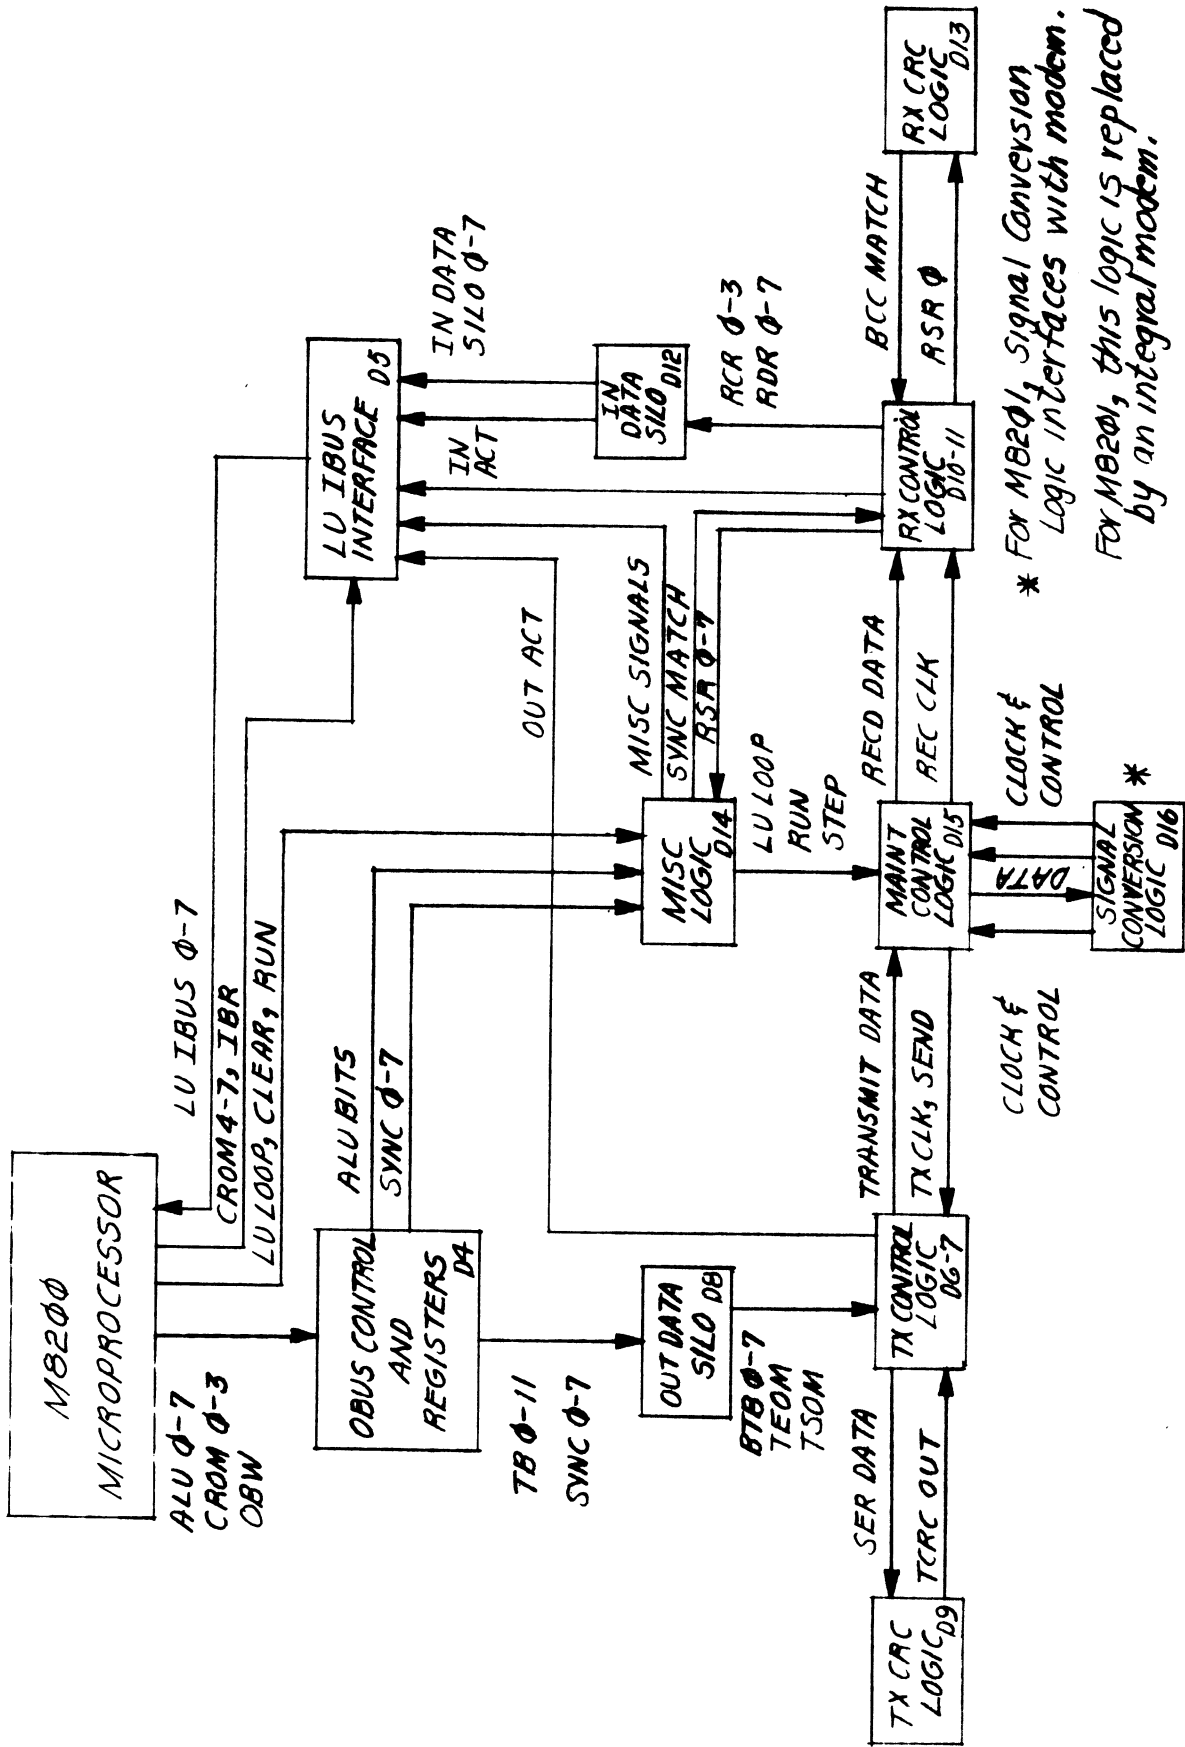 M82ØØ
MICROPROCESSOR
ALU Ø-7
CROM Ø-3
OBW
LU IBUS Ø-7
CROM 4-7, IBR
LU LOOP, CLEAR, RUN
OBUS CONTROL
AND
REGISTERS
D4
ALU BITS
SYNC Ø-7
TB Ø-11
SYNC Ø-7
OUT DATA
SILO D8
BTB Ø-7
TEOM
TSOM
LU IBUS
INTERFACE D5
OUT ACT
IN
ACT
IN DATA
SILO Ø-7
IN
DATA
SILO D12
RCR Ø-3
RDR Ø-7
MISC SIGNALS
SYNC MATCH
RSR Ø-7
MISC
LOGIC
D14
LU LOOP
RUN
STEP
TX CRC
LOGIC D9
SER DATA
TCRC OUT
TX CONTROL
LOGIC
D6-7
TRANSMIT DATA
TX CLK, SEND
MAINT
CONTROL
LOGIC D15
RECD DATA
REC CLK
RX CONTROL
LOGIC
D10-11
BCC MATCH
RSR Ø
RX CRC
LOGIC
D13
CLOCK &
CONTROL
DATA
CLOCK &
CONTROL
SIGNAL
CONVERSION
LOGIC D16
*
* For M82Ø1, Signal Conversion
Logic interfaces with modem.
For M82Ø1, this logic is replaced
by an integral modem.